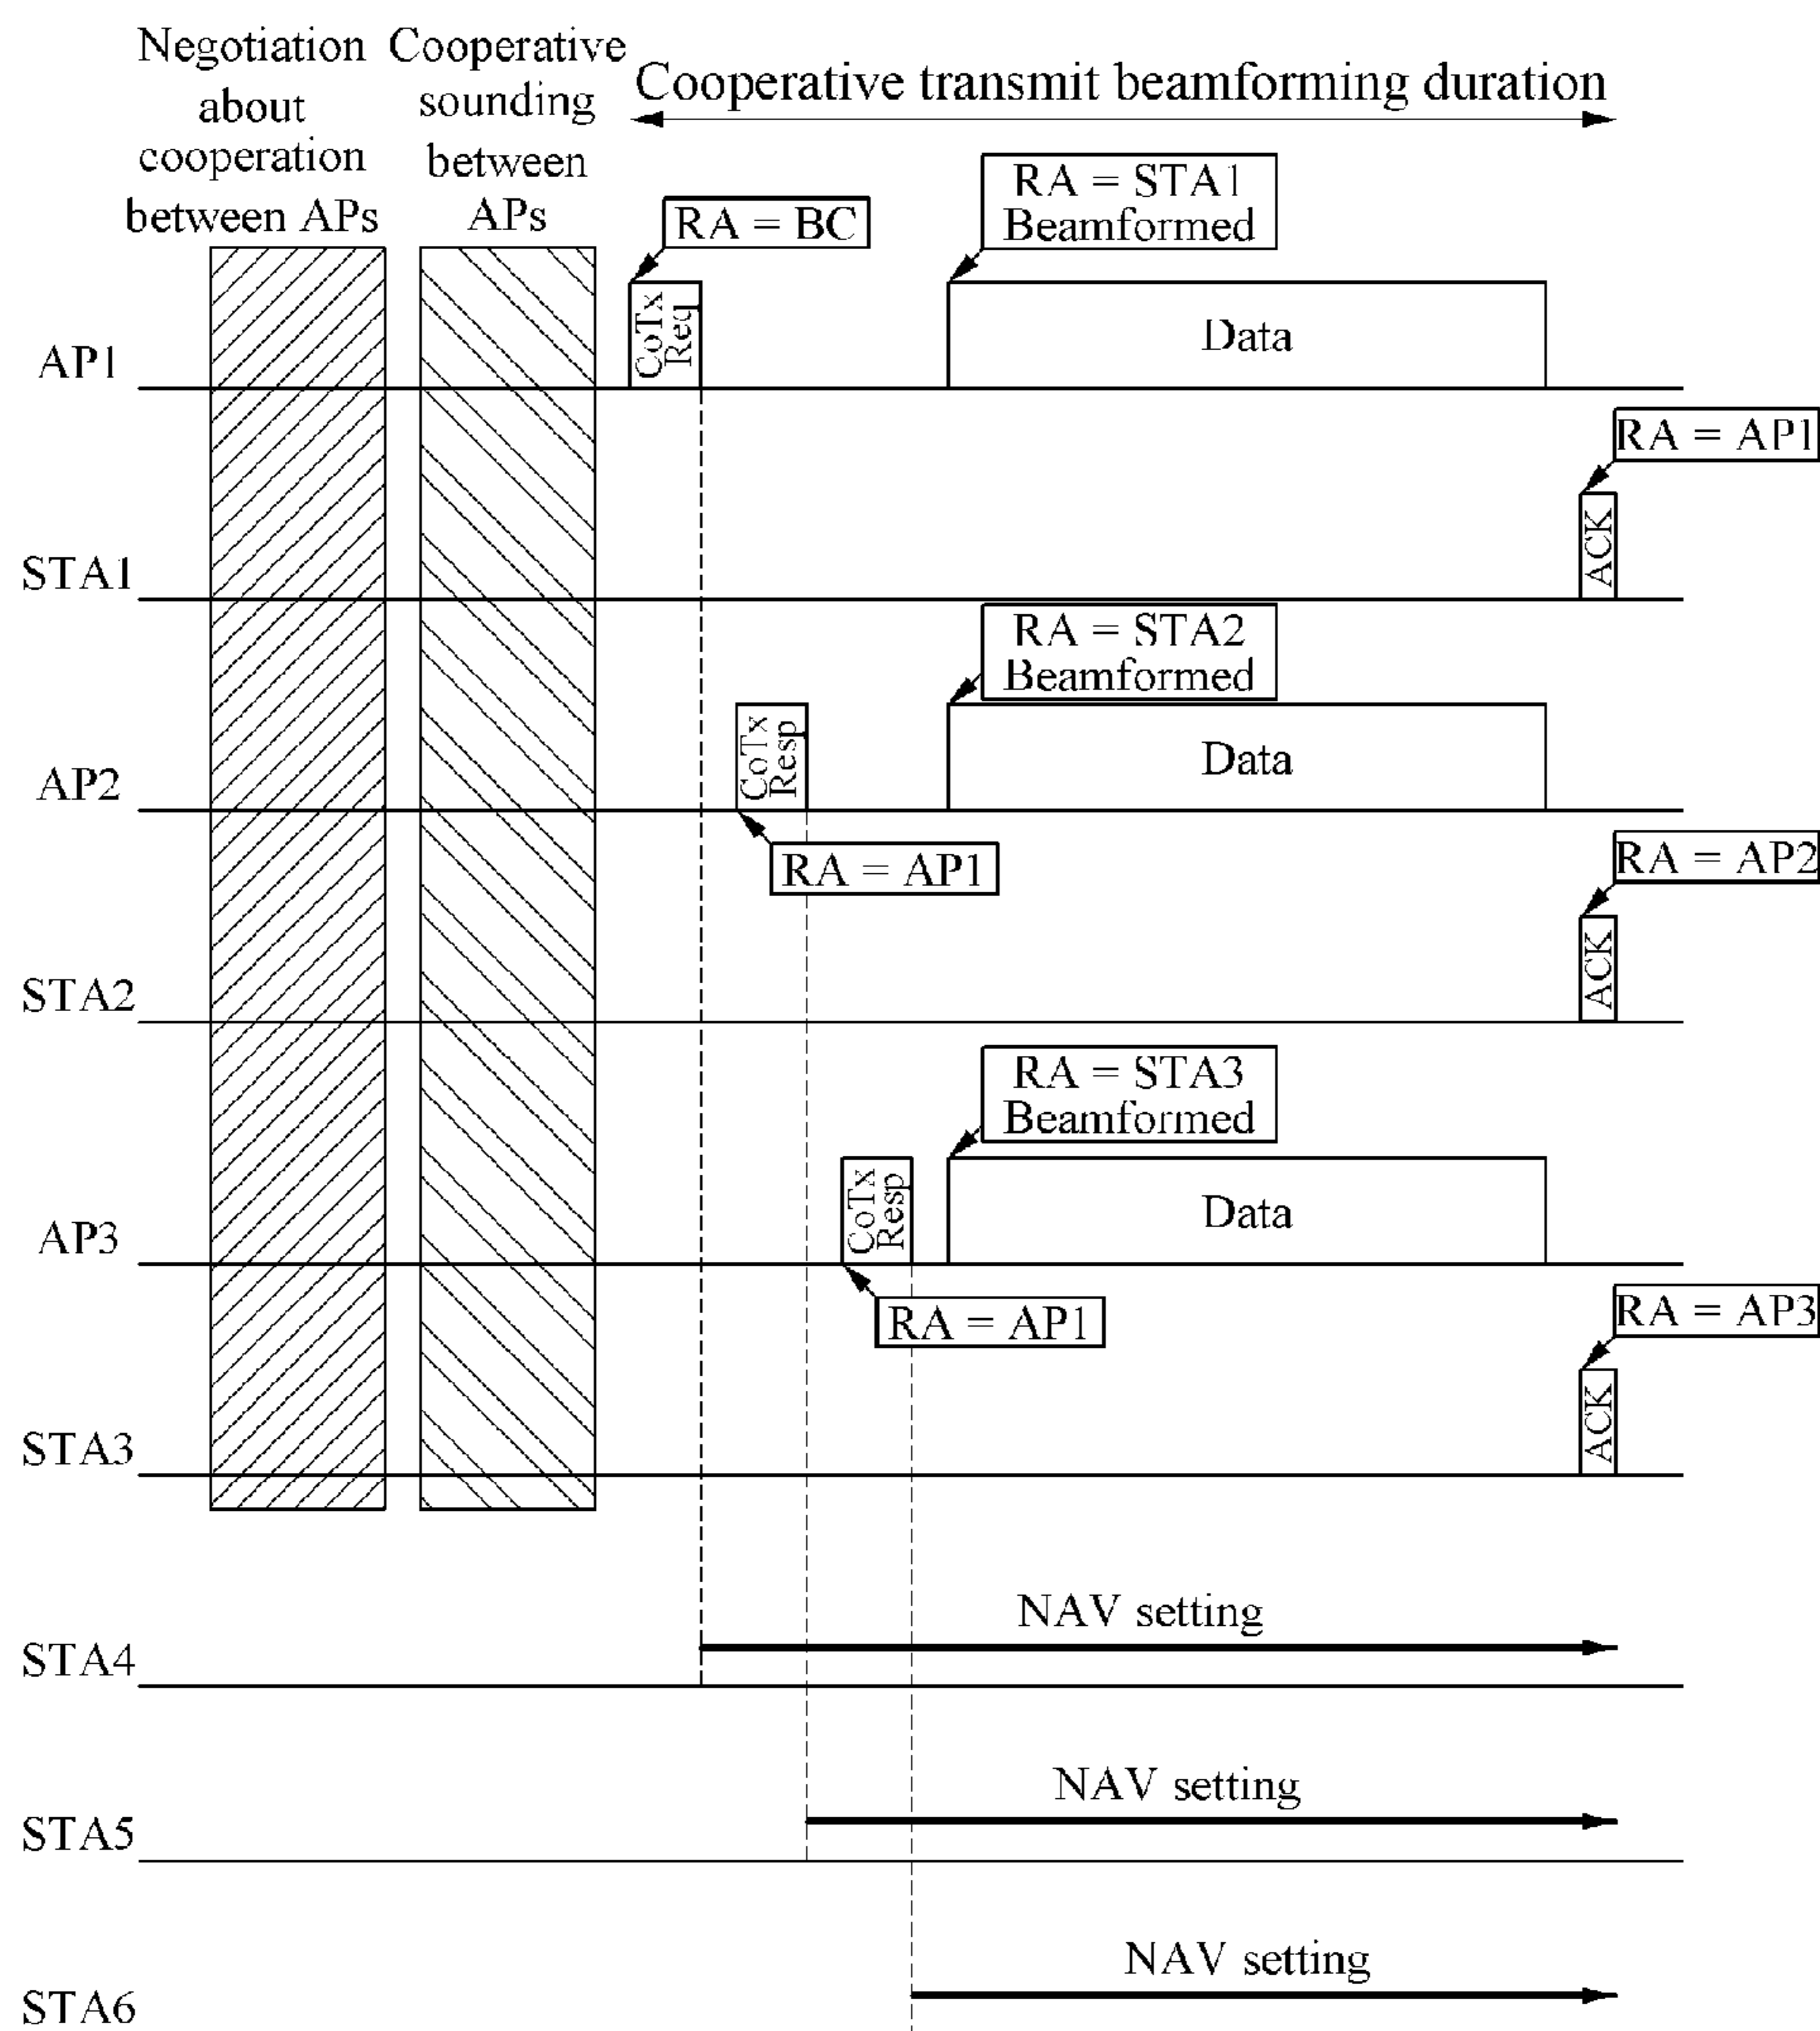 Negotiation
about
cooperation
between APs
Cooperative
sounding
between
APs
Cooperative transmit beamforming duration
RA = BC
RA = STA1
Beamformed
AP1
CoTx
Req
Data
RA = AP1
STA1
ACK
RA = STA2
Beamformed
AP2
CoTx
Resp
Data
RA = AP1
RA = AP2
STA2
ACK
RA = STA3
Beamformed
AP3
CoTx
Resp
Data
RA = AP1
RA = AP3
STA3
ACK
NAV setting
STA4
NAV setting
STA5
NAV setting
STA6